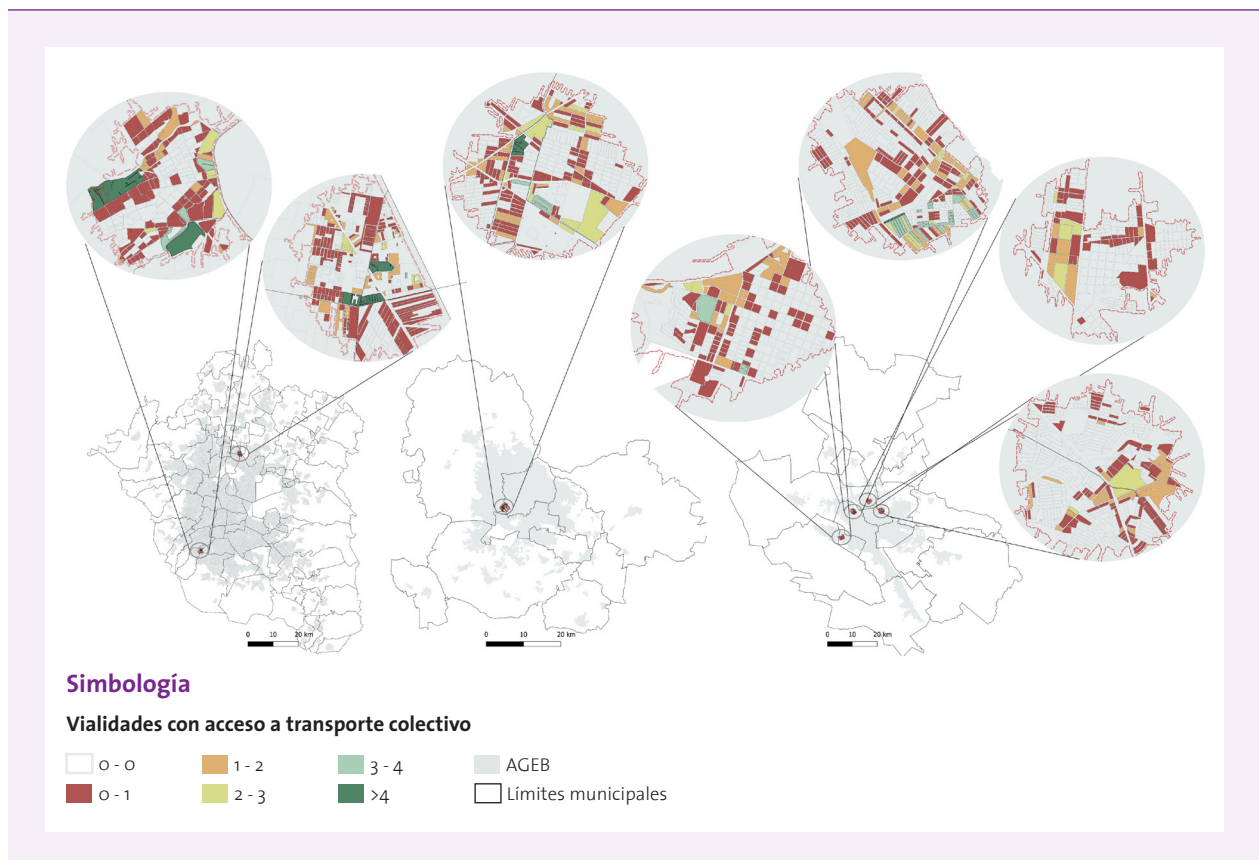 0 10 20 km
0 10 20 km
0 10 20 km
Simbología
Vialidades con acceso a transporte colectivo
0 - 0
1 - 2
3 - 4
AGEB
0 - 1
2 - 3
>4
Límites municipales